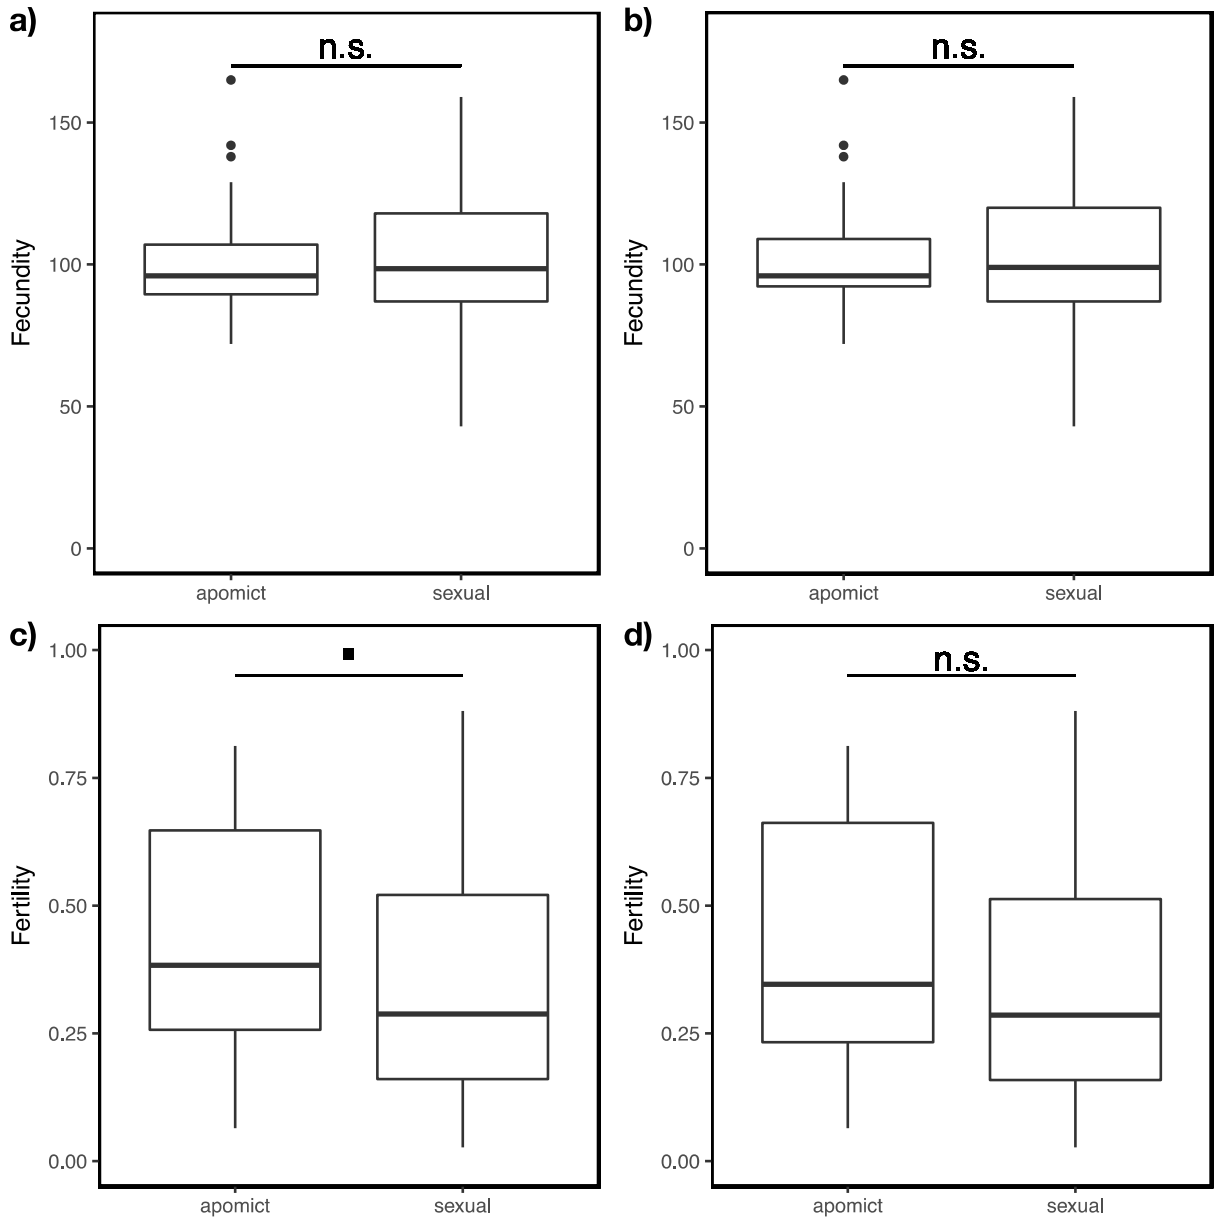 a)
n.s.
150
100
50
0
Fecundity
apomict sexual
b)
n.s.
150
100
50
0
Fecundity
apomict sexual
c)
1.00
0.75
0.50
0.25
0.00
Fertility
apomict sexual
d)
n.s.
1.00
0.75
0.50
0.25
0.00
Fertility
apomict sexual